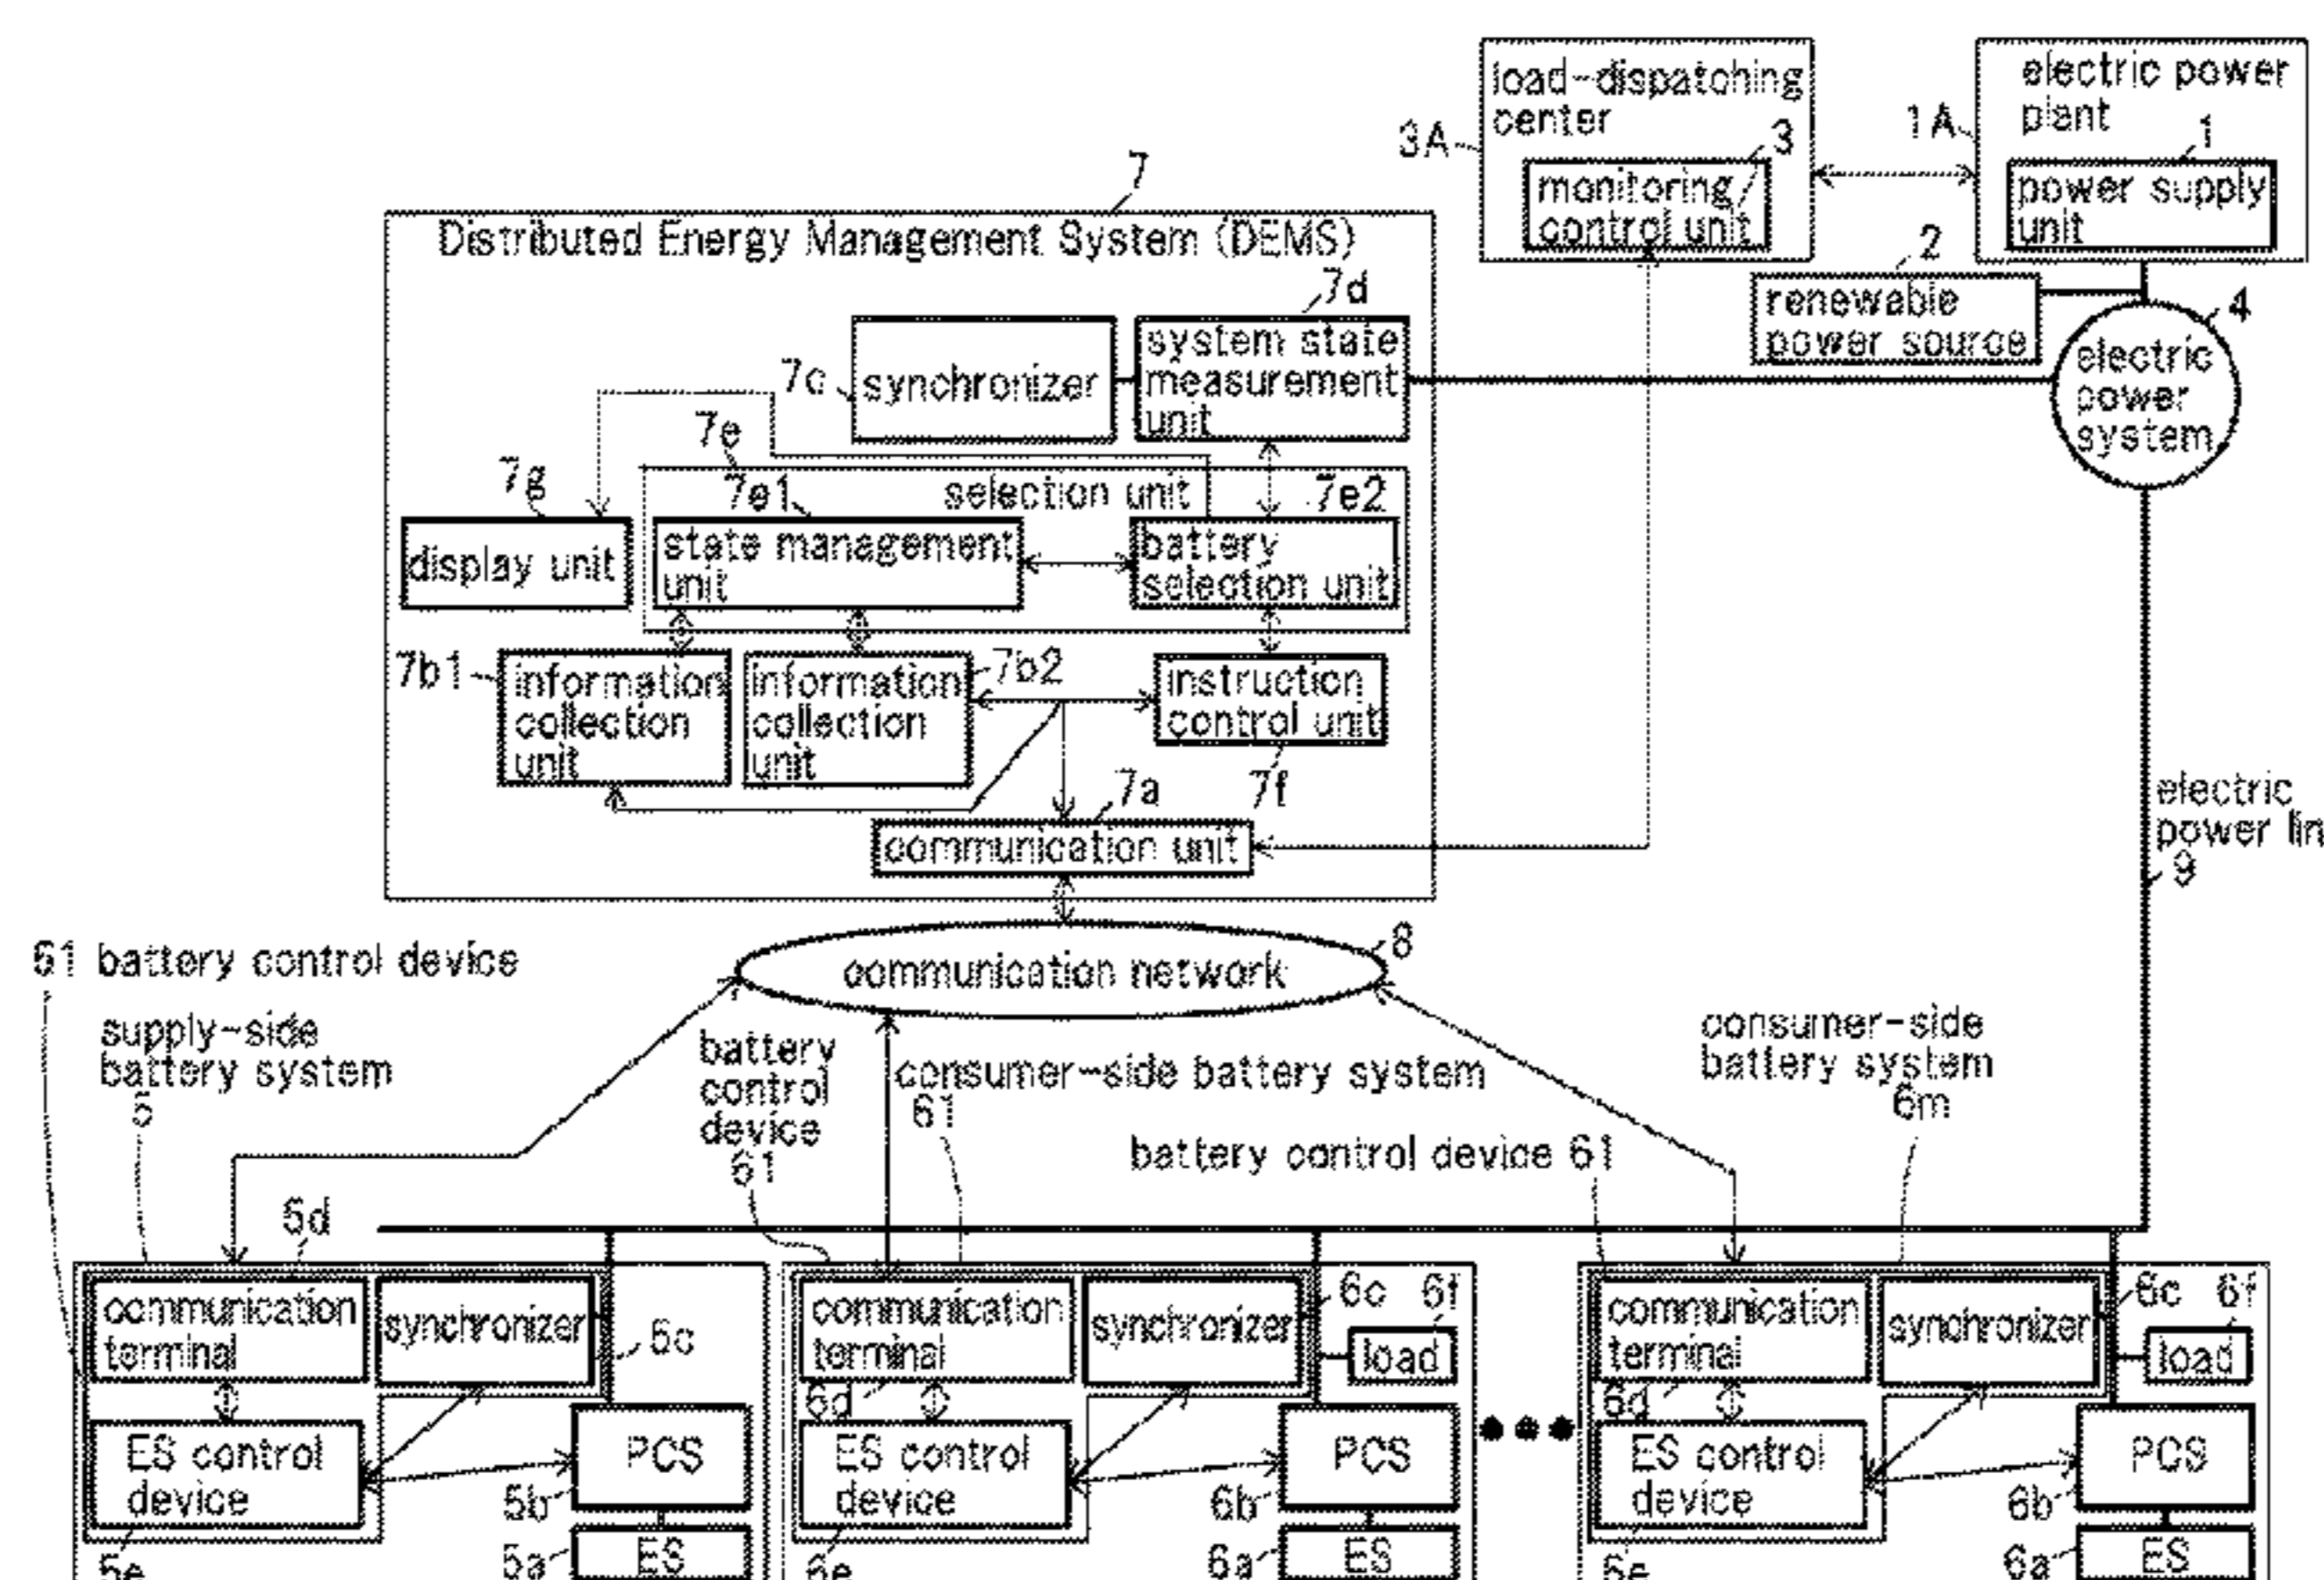 load-dispatching
center
3A
3
monitoring
control unit
electric power
plant
1A
1
power supply
unit
2
renewable
power source
4
electric
power
system
7
Distributed Energy Management System (DEMS)
7d
7c
synchronizer
system state
measurement
unit
7e
7g
7e1
selection unit
7e2
display unit
state management
unit
battery
selection unit
7b1
information
collection
unit
information
collection
unit
7b2
instruction
control unit
7f
7a
communication unit
electric
power lin
9
8
communication network
51 battery control device
supply-side
battery system
5
battery
control
device
61
consumer-side battery system
61
consumer-side
battery system
6m
battery control device 61
5d
communication
terminal
synchronizer
5c
ES control
device
PCS
5b
5a
ES
5e
communication
terminal
synchronizer
6c
6f
load
6d
ES control
device
PCS
6b
6a
ES
6e
communication
terminal
synchronizer
6c
6f
load
6d
ES control
device
PCS
6b
6a
ES
6e